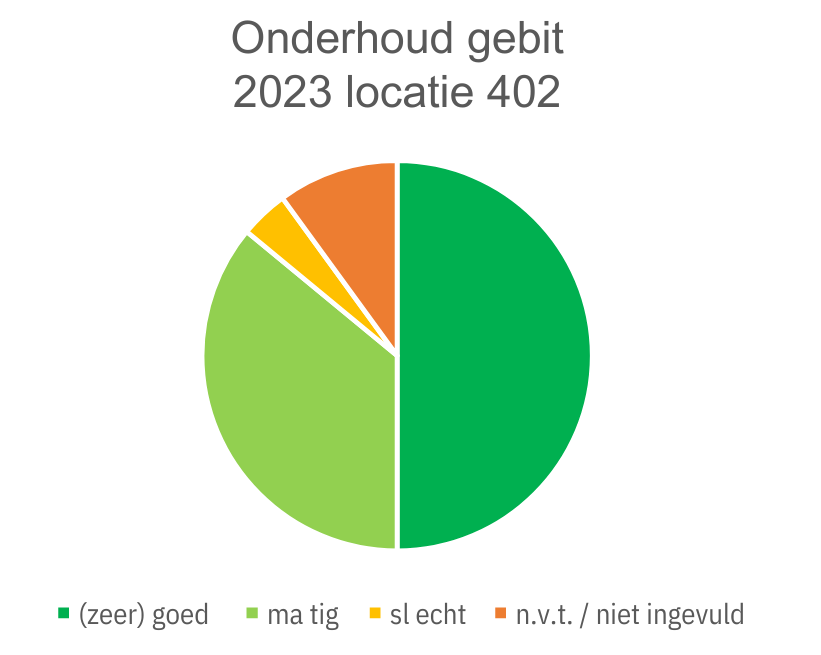 Onderhoud gebit
2023 locatie 402
(zeer) goed ma tig sl echt n.v.t. / niet ingevuld